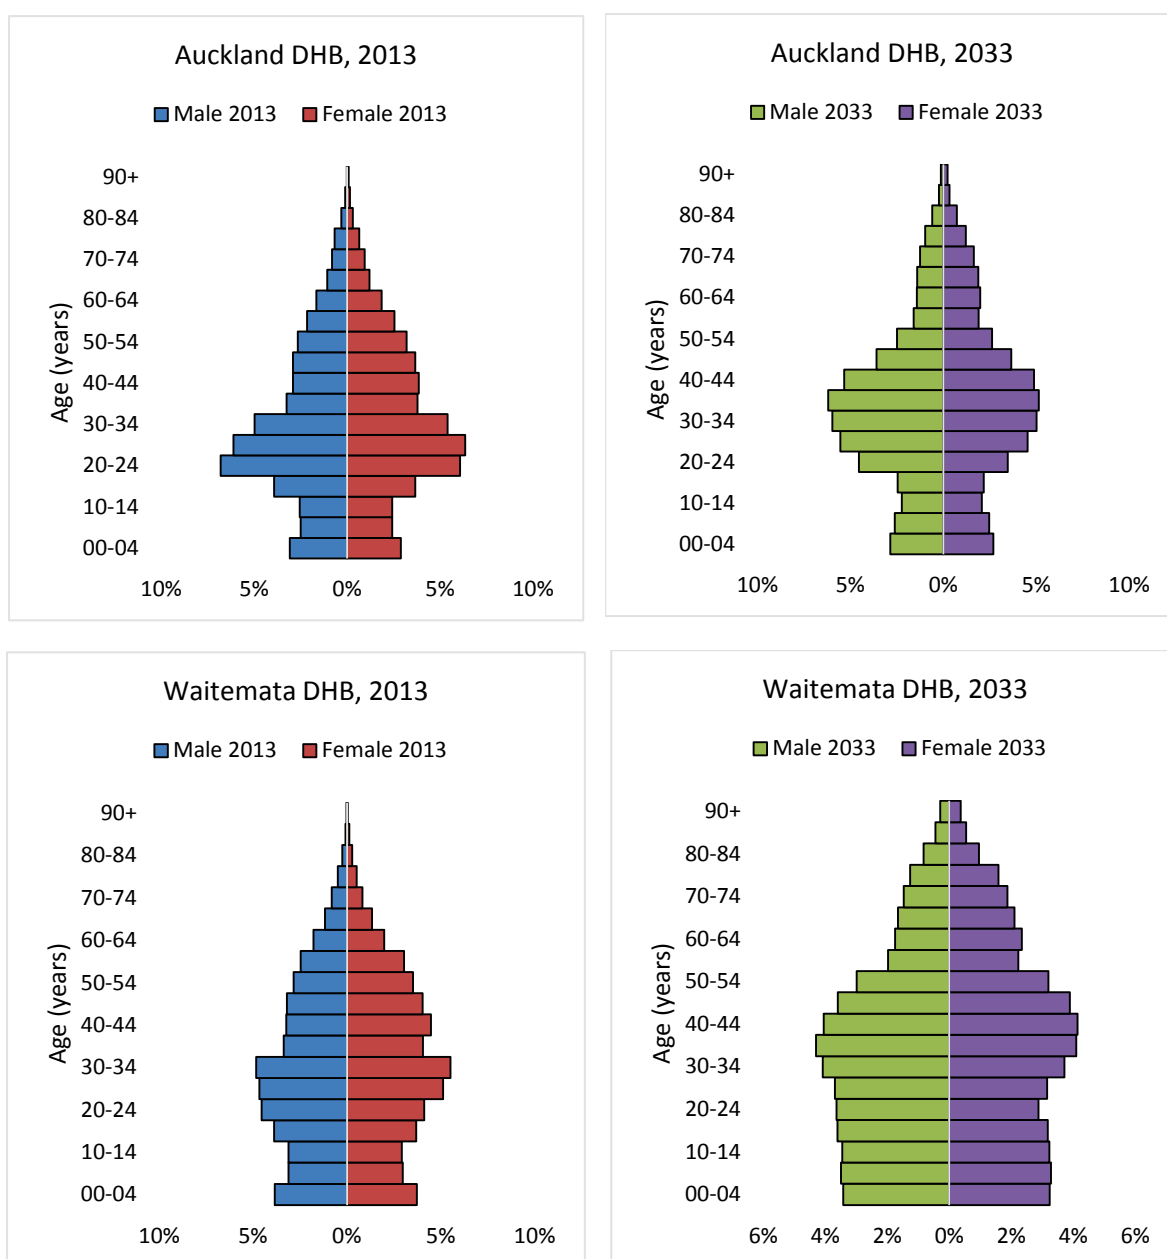 Auckland DHB, 2013
Male 2013 Female 2013
Age (years)
90+
80-84
70-74
60-64
50-54
40-44
30-34
20-24
10-14
00-04
10% 5% 0% 5% 10%
Auckland DHB, 2033
Male 2033 Female 2033
Age (years)
90+
80-84
70-74
60-64
50-54
40-44
30-34
20-24
10-14
00-04
10% 5% 0% 5% 10%
Waitemata DHB, 2013
Male 2013 Female 2013
Age (years)
90+
80-84
70-74
60-64
50-54
40-44
30-34
20-24
10-14
00-04
10% 5% 0% 5% 10%
Waitemata DHB, 2033
Male 2033 Female 2033
Age (years)
90+
80-84
70-74
60-64
50-54
40-44
30-34
20-24
10-14
00-04
6% 4% 2% 0% 2% 4% 6%